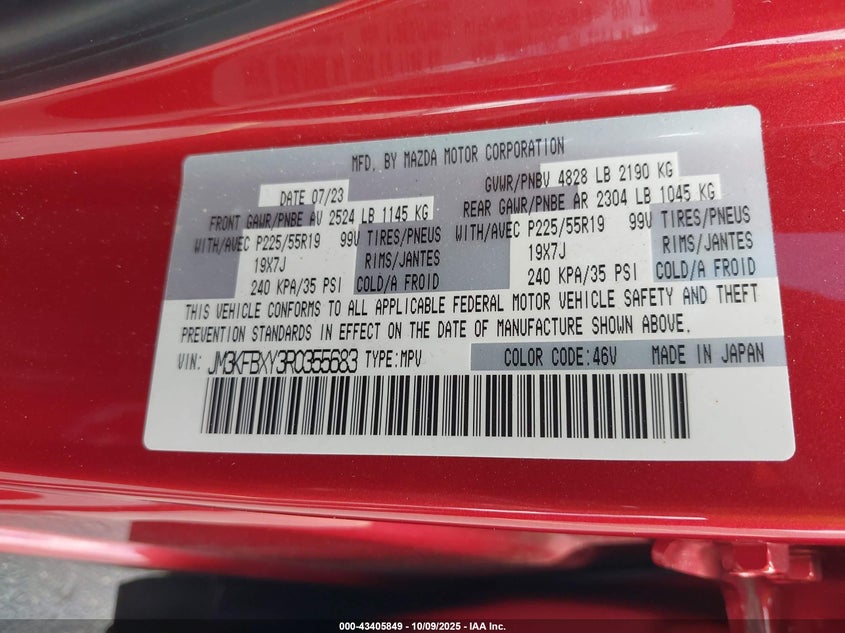 MFD. BY MAZDA MOTOR CORPORATION
DATE 07/23 GVWR/PNBV 4828 LB 2190 KG
FRONT GAWR/PNBE AV 2524 LB 1145 KG REAR GAWR/PNBE AR 2304 LB 1045 KG
WITH/AVEC P225/55R19 99V TIRES/PNEUS WITH/AVEC P225/55R19 99V TIRES/PNEUS
19X7J RIMS/JANTES 19X7J RIMS/JANTES
240 KPA/35 PSI COLD/A FROID 240 KPA/35 PSI COLD/A FROID
THIS VEHICLE CONFORMS TO ALL APPLICABLE FEDERAL MOTOR VEHICLE SAFETY AND THEFT
PREVENTION STANDARDS IN EFFECT ON THE DATE OF MANUFACTURE SHOWN ABOVE.
VIN: JM3KFBXY3R0355683 TYPE:MPV COLOR CODE:46V MADE IN JAPAN
000-43405849 - 10/09/2025 - IAA Inc.